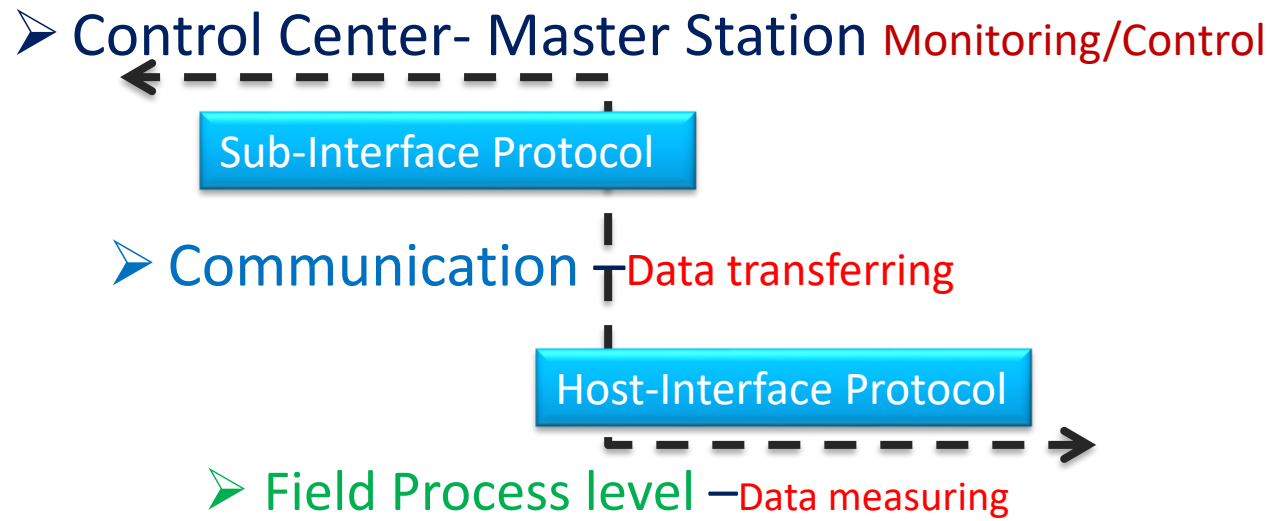 Control Center- Master Station Monitoring/Control
Sub-Interface Protocol
Communication –Data transferring
Host-Interface Protocol
Field Process level –Data measuring